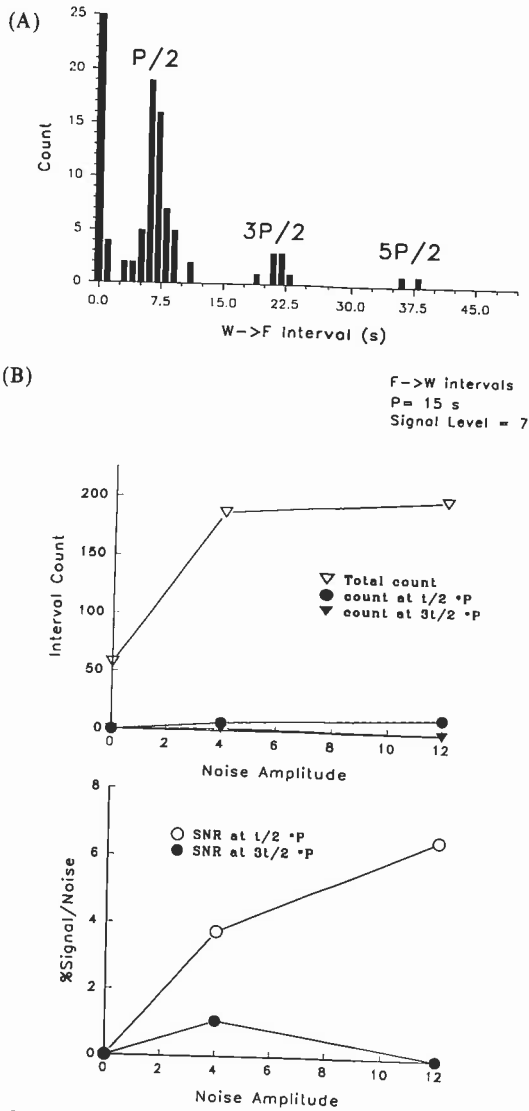 (A)
25
20
15
10
5
0
Count
P/2
3P/2
5P/2
0.0 7.5 15.0 22.5 30.0 37.5 45.0
W->F Interval (s)
(B)
F->W intervals
P= 15 s
Signal Level = 7
200
150
100
50
0
Interval Count
▽ Total count
● count at 1/2 *P
▼ count at 3t/2 *P
0 2 4 6 8 10 12
Noise Amplitude
8
6
4
2
0
%Signal/Noise
○ SNR at 1/2 *P
● SNR at 3t/2 *P
0 2 4 6 8 10 12
Noise Amplitude